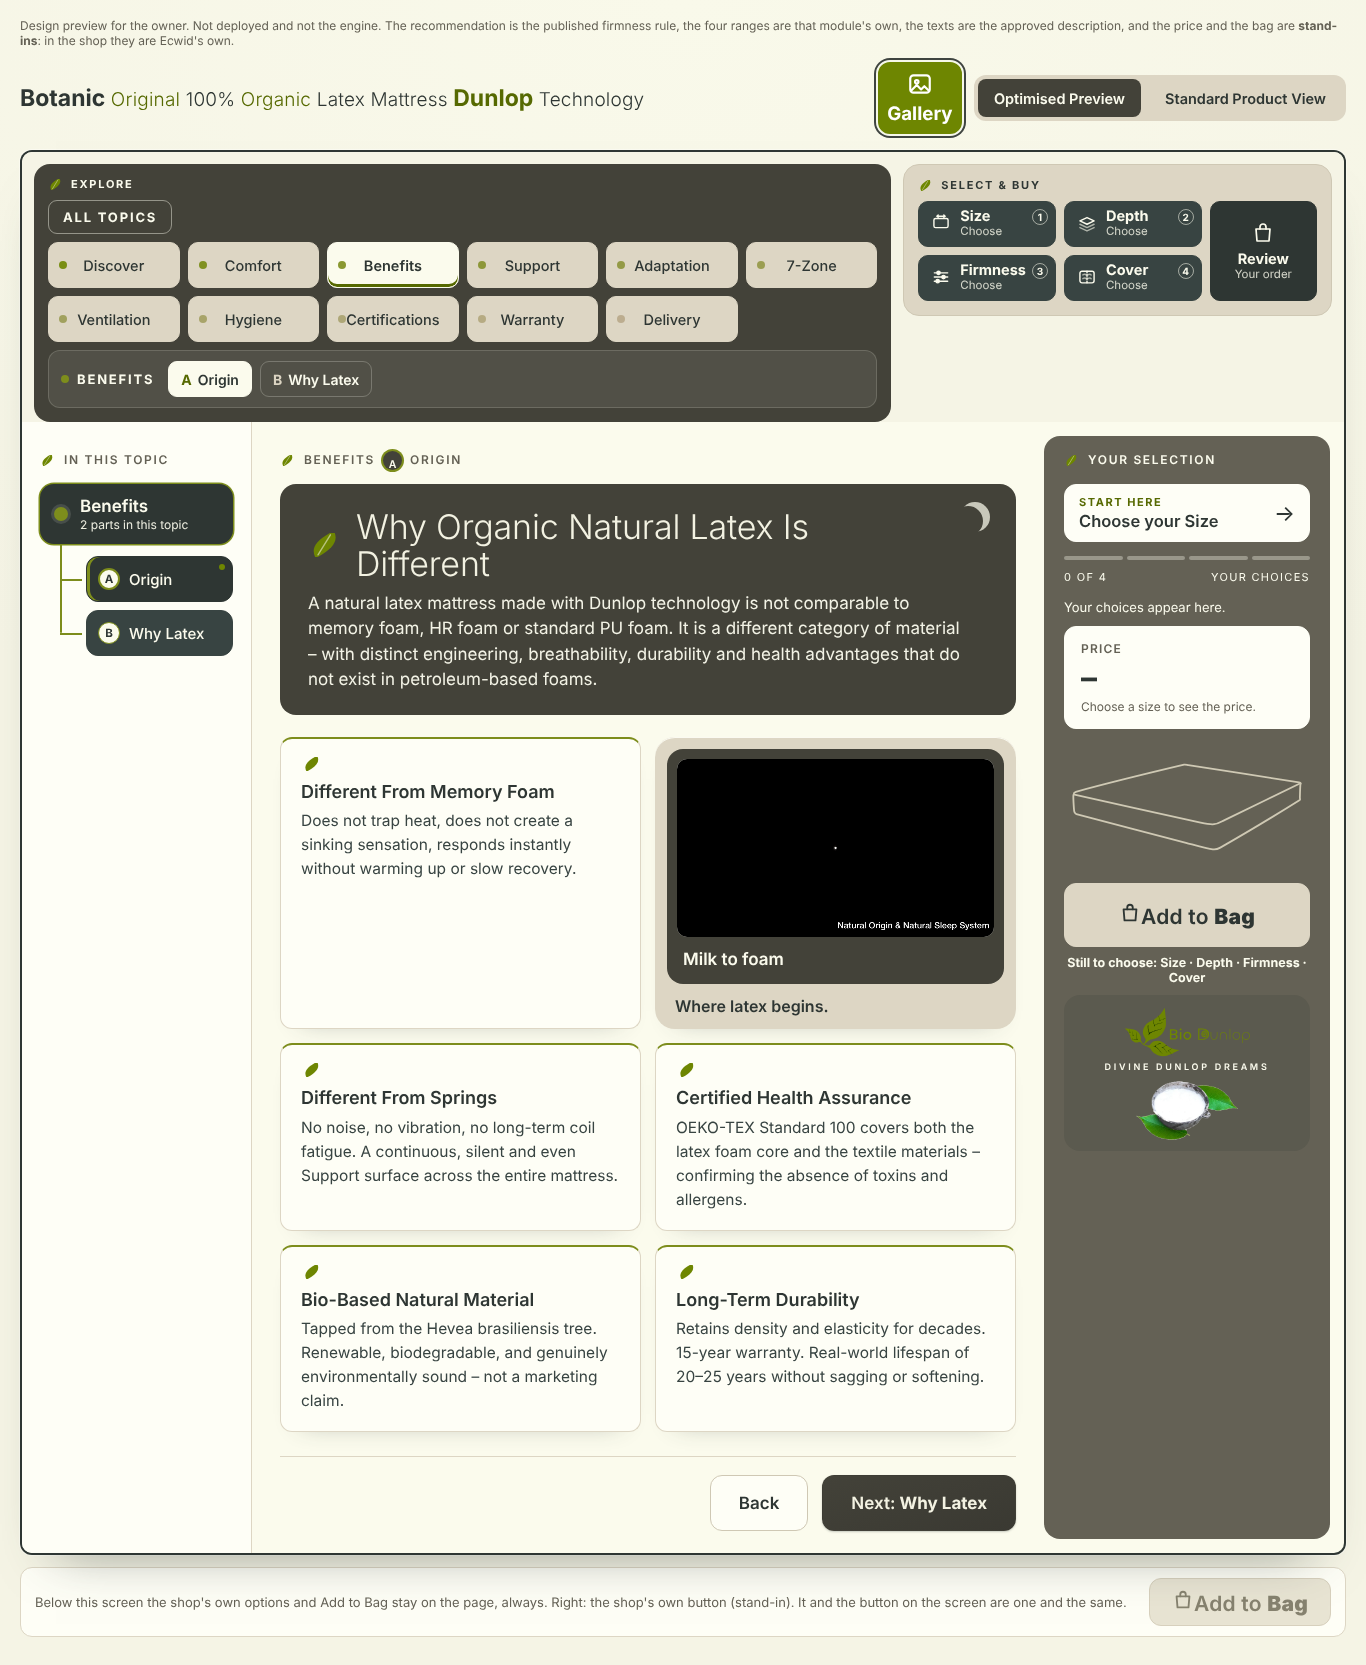 Design preview for the owner. Not deployed and not the engine. The recommendation is the published firmness rule, the four ranges are that module's own, the texts are the approved description, and the price and the bag are stand-
ins: in the shop they are Ecwid's own.
Botanic Original 100% Organic Latex Mattress Dunlop Technology
Gallery
Optimised Preview
Standard Product View
EXPLORE
ALL TOPICS
Discover
Comfort
Benefits
Support
Adaptation
7-Zone
Ventilation
Hygiene
Certifications
Warranty
Delivery
BENEFITS
A Origin
B Why Latex
SELECT & BUY
Size 1
Choose
Depth 2
Choose
Firmness 3
Choose
Cover 4
Choose
Review
Your order
IN THIS TOPIC
Benefits
2 parts in this topic
A Origin
B Why Latex
BENEFITS A ORIGIN
Why Organic Natural Latex Is
Different
A natural latex mattress made with Dunlop technology is not comparable to
memory foam, HR foam or standard PU foam. It is a different category of material
– with distinct engineering, breathability, durability and health advantages that do
not exist in petroleum-based foams.
Different From Memory Foam
Does not trap heat, does not create a
sinking sensation, responds instantly
without warming up or slow recovery.
Natural Origin & Natural Sleep System
Milk to foam
Where latex begins.
Different From Springs
No noise, no vibration, no long-term coil
fatigue. A continuous, silent and even
Support surface across the entire mattress.
Certified Health Assurance
OEKO-TEX Standard 100 covers both the
latex foam core and the textile materials –
confirming the absence of toxins and
allergens.
Bio-Based Natural Material
Tapped from the Hevea brasiliensis tree.
Renewable, biodegradable, and genuinely
environmentally sound – not a marketing
claim.
Long-Term Durability
Retains density and elasticity for decades.
15-year warranty. Real-world lifespan of
20–25 years without sagging or softening.
Back
Next: Why Latex
YOUR SELECTION
START HERE
Choose your Size
0 OF 4
YOUR CHOICES
Your choices appear here.
PRICE
–
Choose a size to see the price.
Add to Bag
Still to choose: Size · Depth · Firmness ·
Cover
Bio Dunlop
DIVINE DUNLOP DREAMS
Below this screen the shop's own options and Add to Bag stay on the page, always. Right: the shop's own button (stand-in). It and the button on the screen are one and the same.
Add to Bag